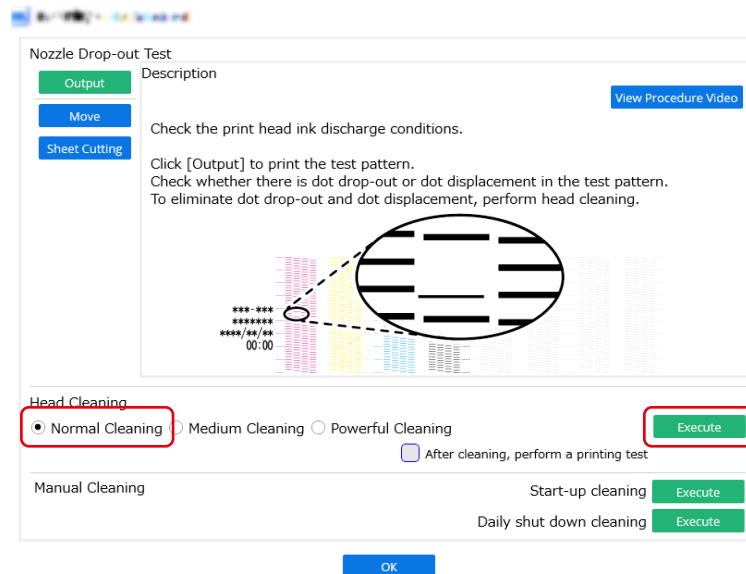 Nozzle Drop-out Test
Output
Description
View Procedure Video
Move
Check the print head ink discharge conditions.
Sheet Cutting
Click [Output] to print the test pattern.
Check whether there is dot drop-out or dot displacement in the test pattern.
To eliminate dot drop-out and dot displacement, perform head cleaning.
***-***
*******
****/**/**
00:00
Head Cleaning
Normal Cleaning Medium Cleaning Powerful Cleaning Execute
After cleaning, perform a printing test
Manual Cleaning
Start-up cleaning Execute
Daily shut down cleaning Execute
OK